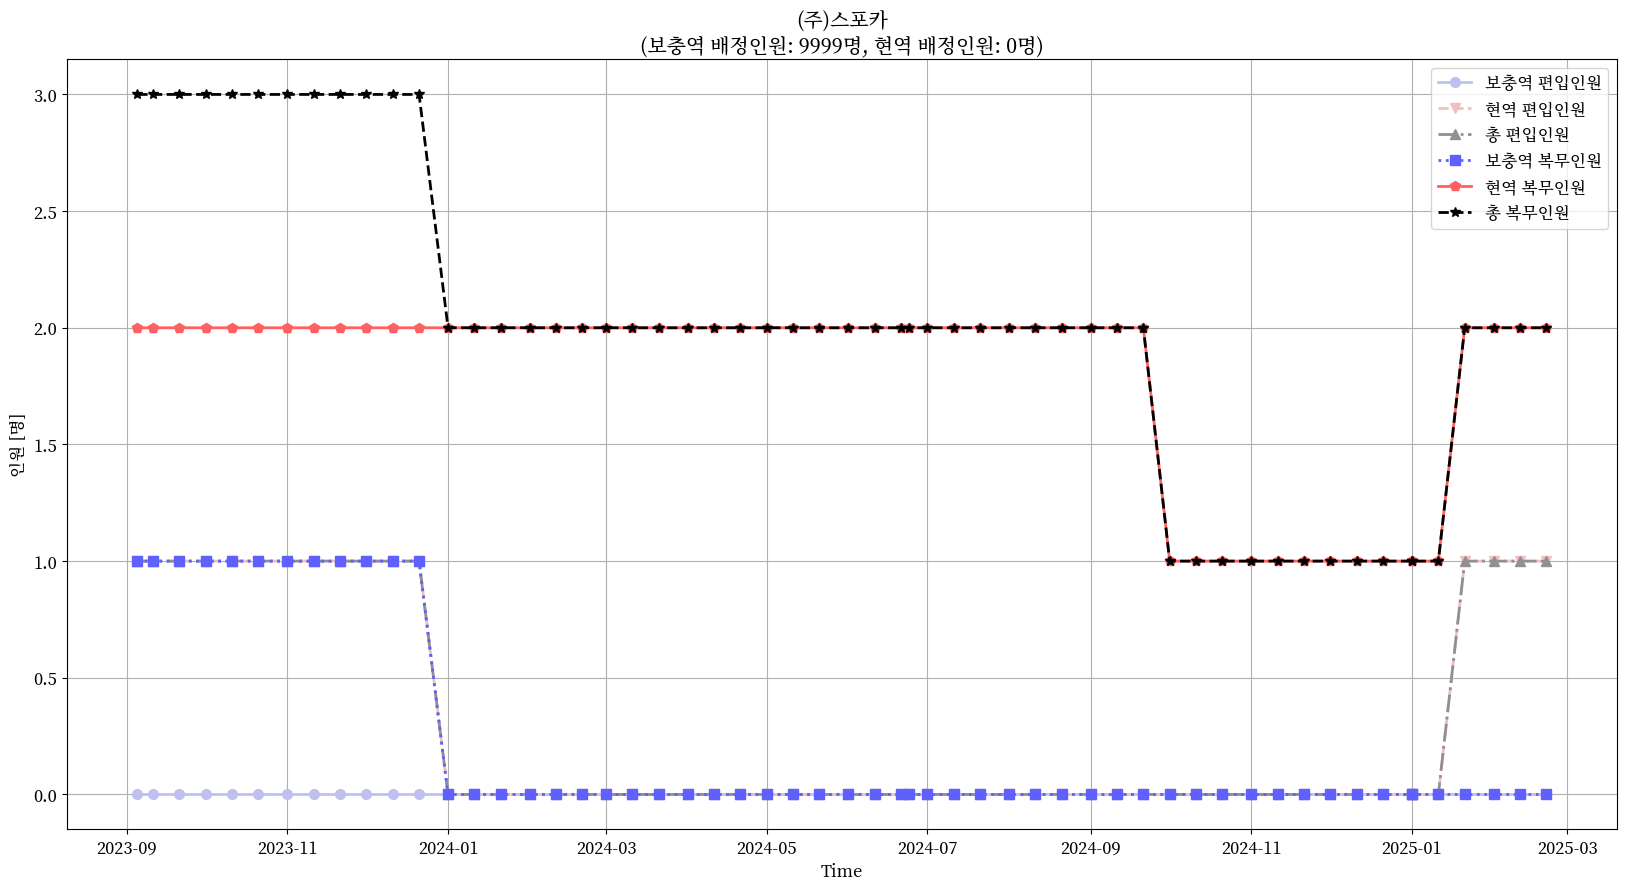 (주)스포카
(보충역 배정인원: 9999명, 현역 배정인원: 0명)
보충역 편입인원
현역 편입인원
총 편입인원
보충역 복무인원
현역 복무인원
총 복무인원
인원 [명]
3.0
2.5
2.0
1.5
1.0
0.5
0.0
2023-09
2023-11
2024-01
2024-03
2024-05
2024-07
2024-09
2024-11
2025-01
2025-03
Time